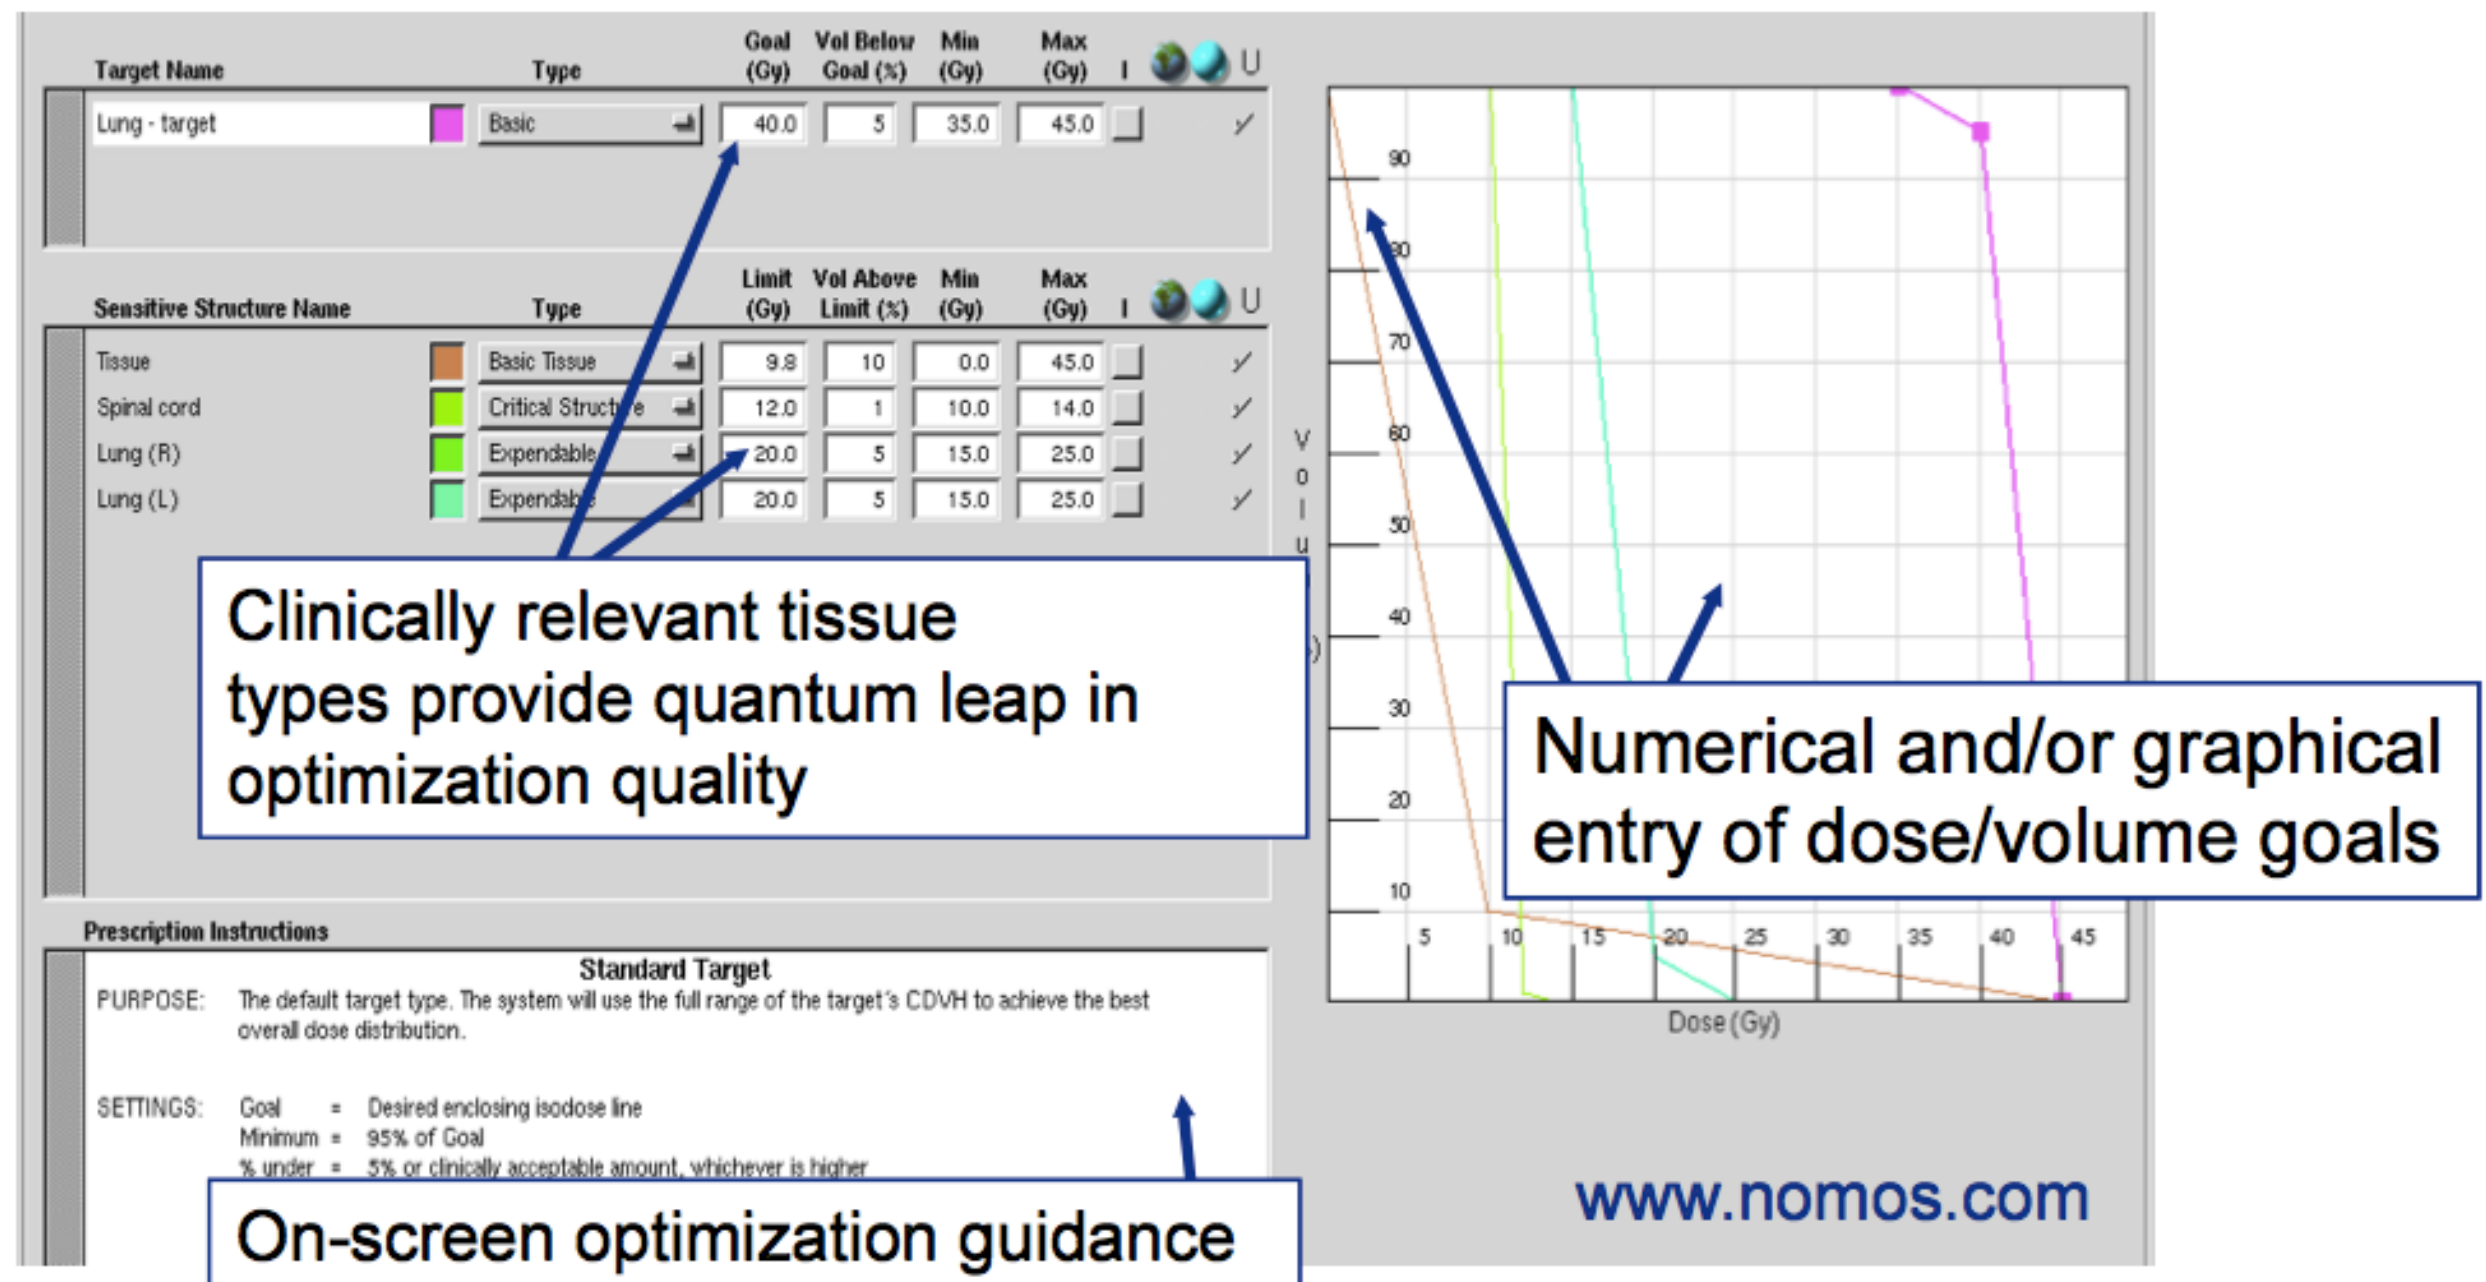 Goal Vol Below Min Max
Target Name Type (Gy) Goal (%) (Gy) (Gy) I U
Lung - target Basic 40.0 5 35.0 45.0
Limit Vol Above Min Max
Sensitive Structure Name Type (Gy) Limit (%) (Gy) (Gy) I U
Tissue Basic Tissue 9.8 10 0.0 45.0
Spinal cord Critical Structure 12.0 1 10.0 14.0
Lung (R) Expendable 20.0 5 15.0 25.0
Lung (L) Expendable 20.0 5 15.0 25.0
Clinically relevant tissue
types provide quantum leap in
optimization quality
Prescription Instructions
Standard Target
PURPOSE: The default target type. The system will use the full range of the target's CDVH to achieve the best
overall dose distribution.
SETTINGS: Goal = Desired enclosing isodose line
Minimum = 95% of Goal
% under = 5% or clinically acceptable amount, whichever is higher
On-screen optimization guidance
90
80
70
60
50
40
30
20
10
V
o
l
u
5 10 15 20 25 30 35 40 45
Dose (Gy)
Numerical and/or graphical
entry of dose/volume goals
www.nomos.com